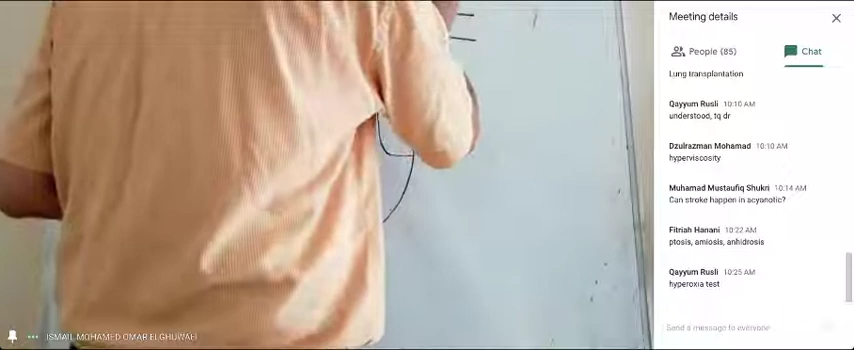 Meeting details
People (85)
Chat
Lung transplantation
Qayyum Rusli 10:10 AM
understood, tq dr
Dzulrazman Mohamad 10:10 AM
hyperviscosity
Muhamad Mustaufiq Shukri 10:14 AM
Can stroke happen in acyanotic?
Fitriah Hanani 10:22 AM
ptosis, amiosis, anhidrosis
Qayyum Rusli 10:25 AM
hyperoxia test
Send a message to everyone
ISMAIL MOHAMED OMAR ELGHUWAEL